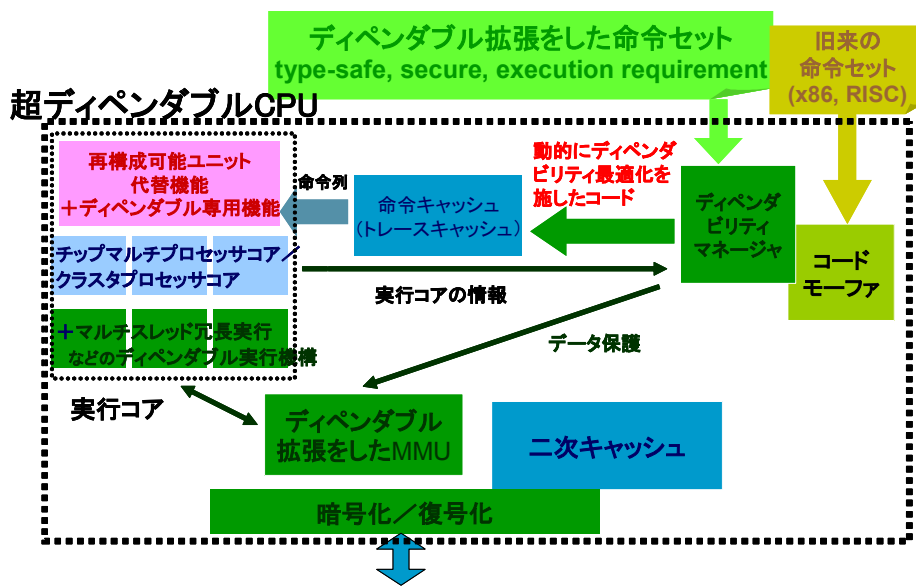 ディペンダブル拡張をした命令セット
type-safe, secure, execution requirement
旧来の
命令セット
(x86, RISC)
超ディペンダブルCPU
再構成可能ユニット
代替機能
＋ディペンダブル専用機能
命令列
命令キャッシュ
（トレースキャッシュ）
動的にディペンダ
ビリティ最適化を
施したコード
ディペンダ
ビリティ
マネージャ
コード
モーファ
チップマルチプロセッサコア／
クラスタプロセッサコア
実行コアの情報
＋マルチスレッド冗長実行
などのディペンダブル実行機構
データ保護
実行コア
ディペンダブル
拡張をしたMMU
二次キャッシュ
暗号化／復号化